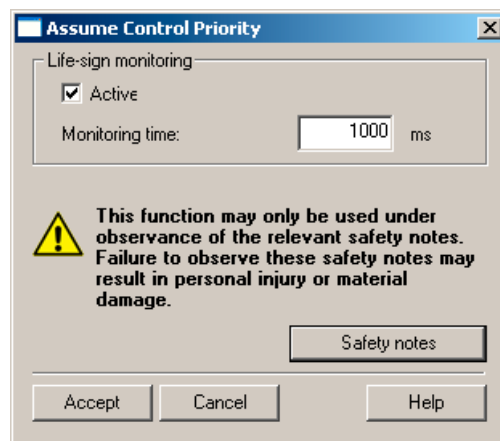 Assume Control Priority
Life-sign monitoring
Active
Monitoring time: 1000 ms
This function may only be used under
observance of the relevant safety notes.
Failure to observe these safety notes may
result in personal injury or material
damage.
Safety notes
Accept Cancel Help